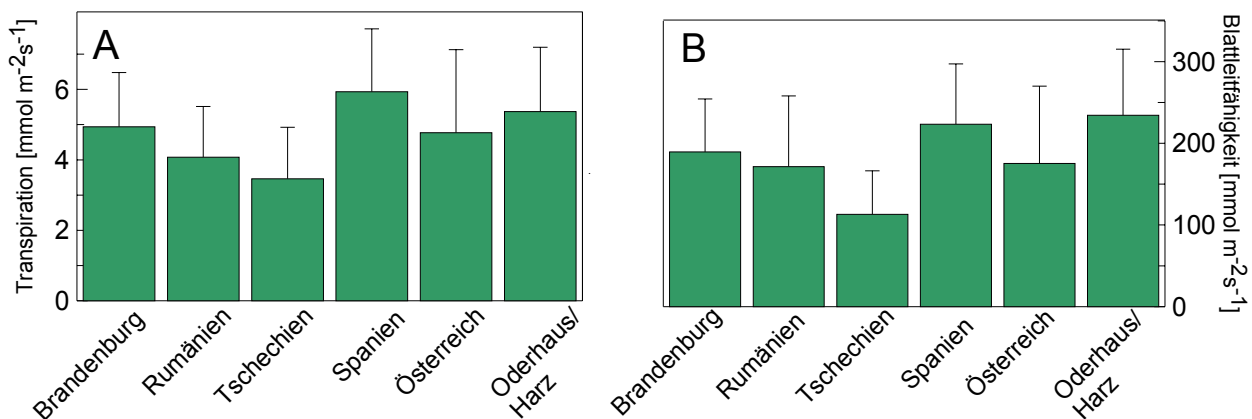 A
Transpiration [mmol m-2s-1]
6
4
2
0
Brandenburg
Rumänien
Tschechien
Spanien
Österreich
Oderhaus/
Harz
B
Blattleitfähigkeit [mmol m-2s-1]
300
200
100
0
Brandenburg
Rumänien
Tschechien
Spanien
Österreich
Oderhaus/
Harz